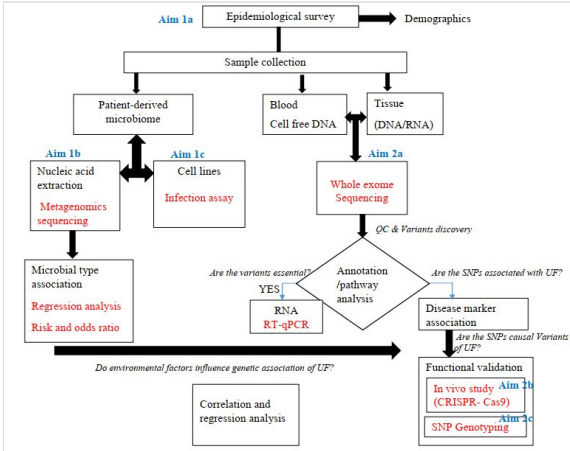 Aim 1a
Epidemiological survey
Demographics
Sample collection
Patient-derived
microbiome
Blood
Cell free DNA
Tissue
(DNA/RNA)
Aim 1b
Aim 1c
Aim 2a
Nucleic acid
extraction
Metagenomics
sequencing
Cell lines
Infection assay
Whole exome
Sequencing
QC & Variants discovery
Microbial type
association
Regression analysis
Risk and odds ratio
Are the variants essential?
Annotation
/pathway
analysis
Are the SNPs associated with UF?
YES
RNA
RT-qPCR
Disease marker
association
Are the SNPs causal Variants
of UF?
Do environmental factors influence genetic association of UF?
Functional validation
In vivo study
(CRISPR- Cas9)
Aim 2b
Aim 2c
SNP Genotyping
Correlation and
regression analysis